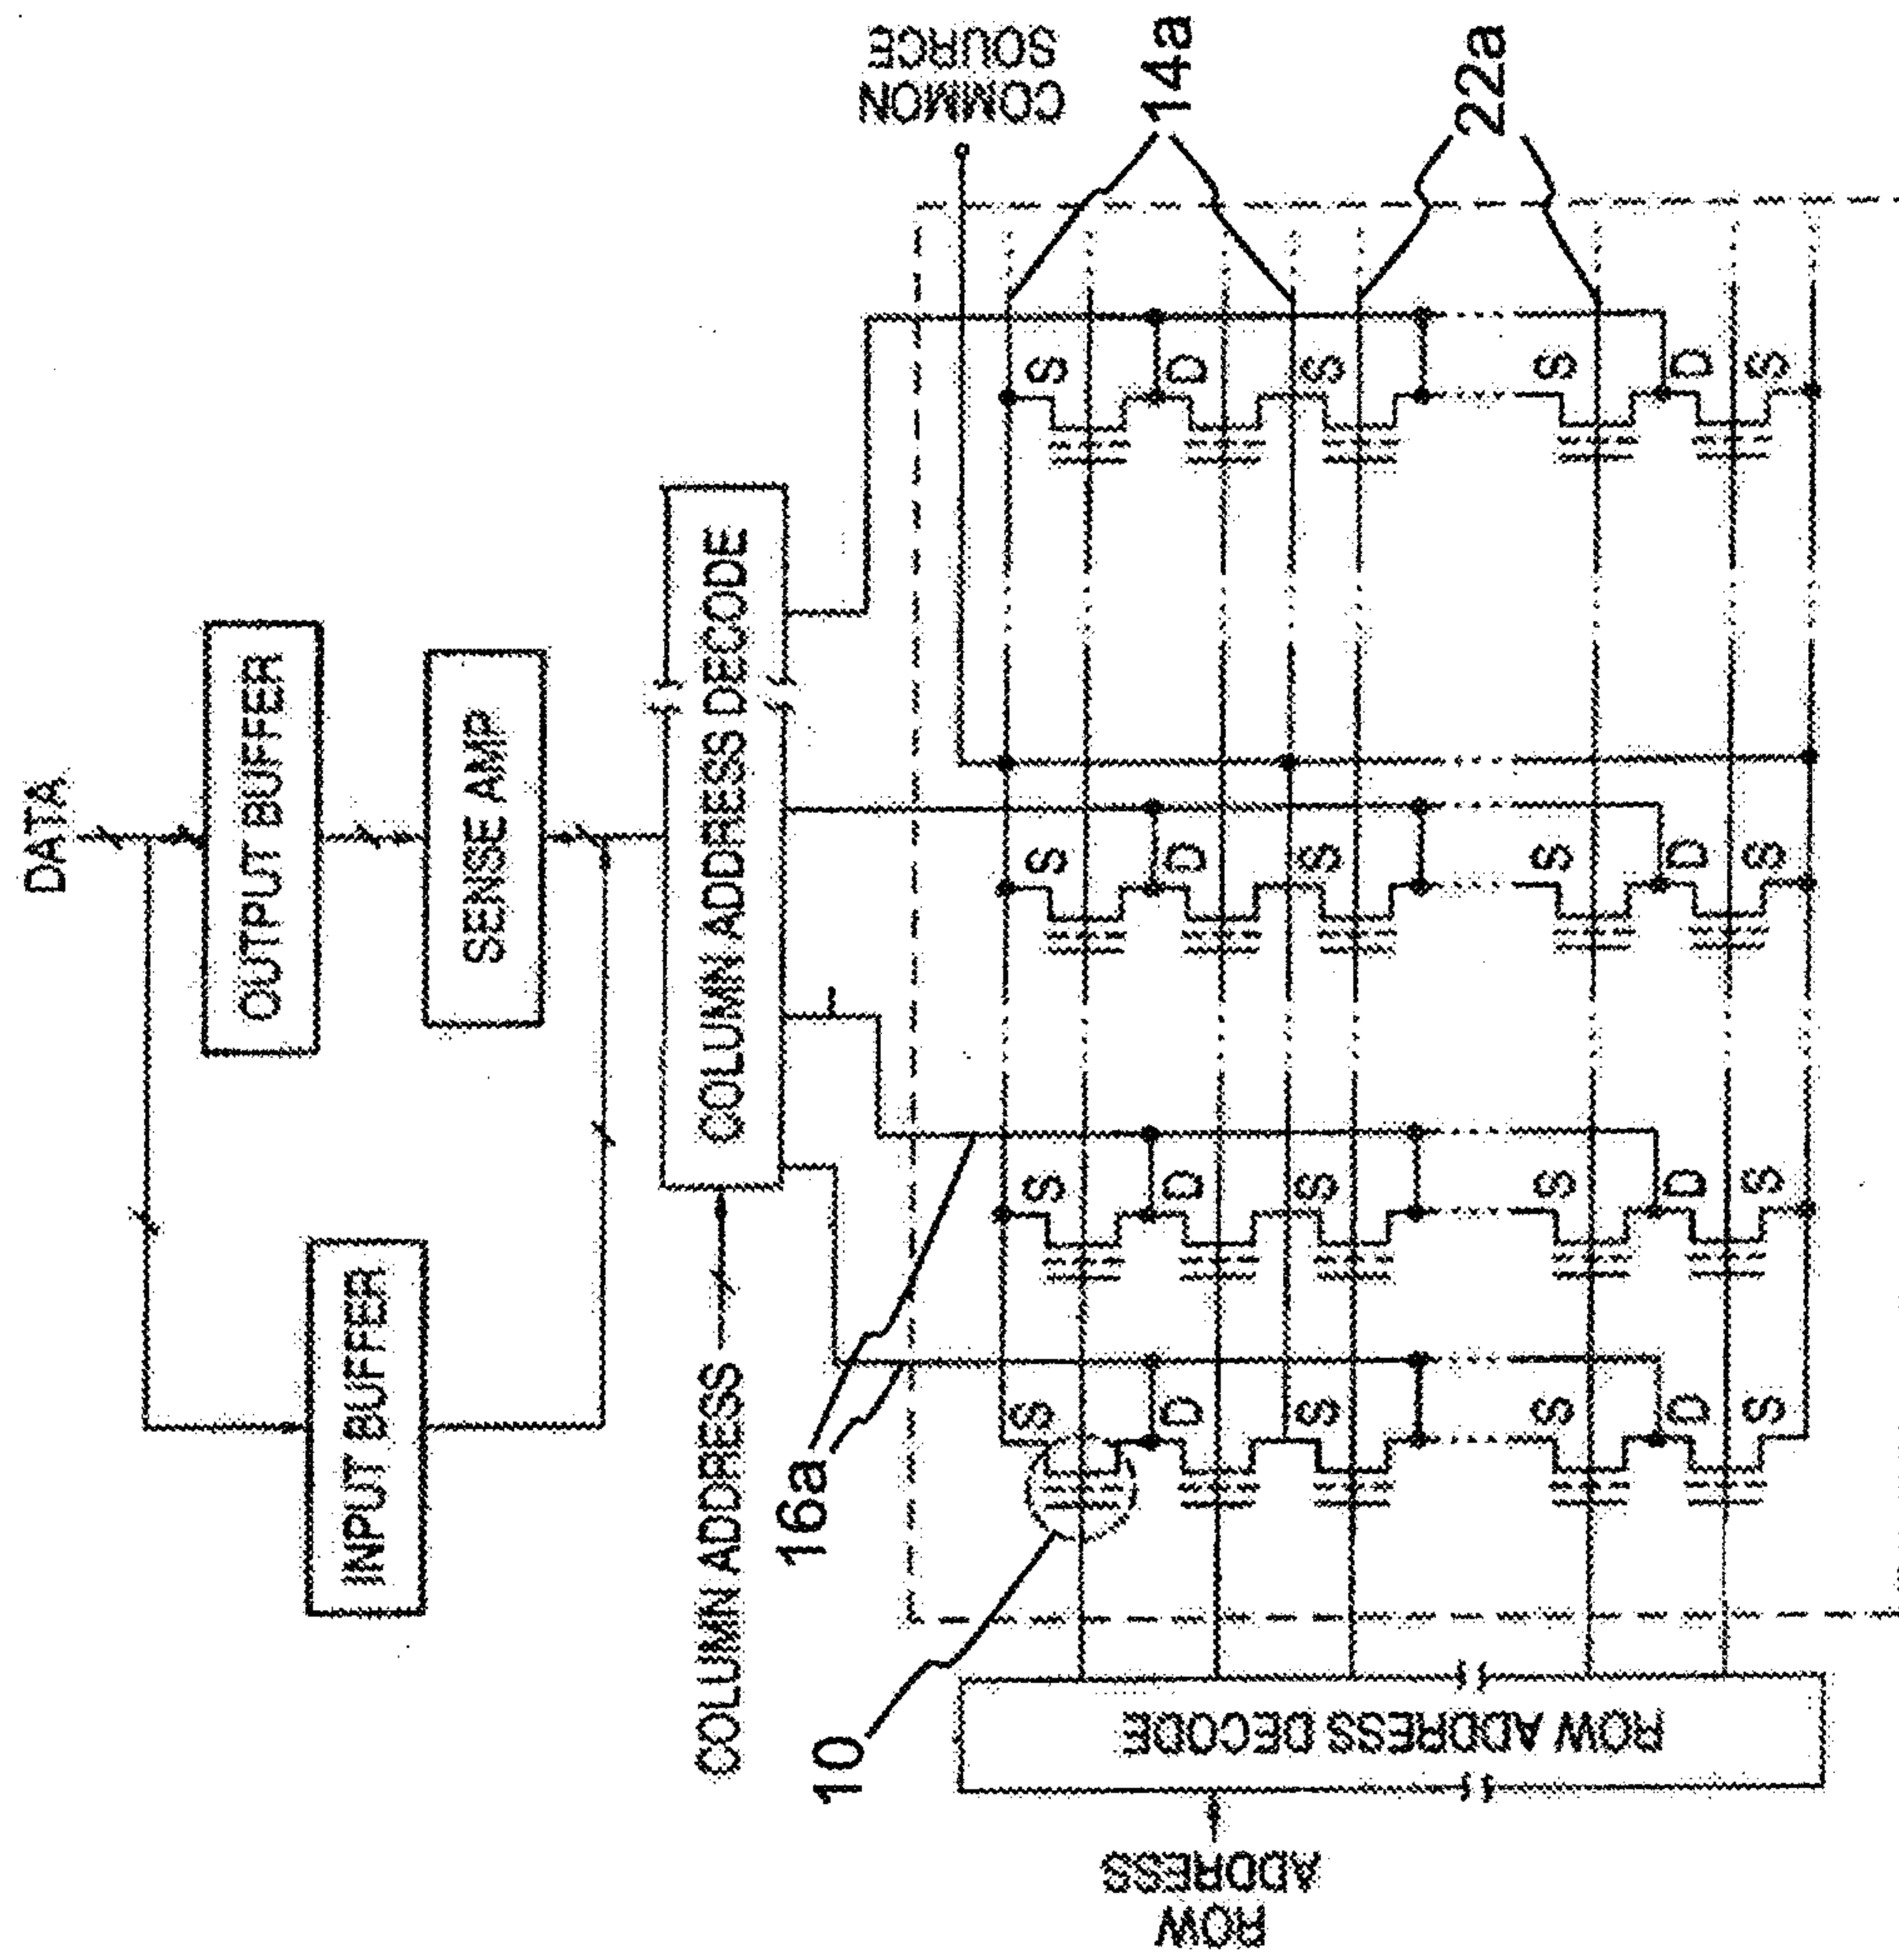 DATA
OUTPUT BUFFER
SENSE AMP
INPUT BUFFER
COLUMN ADDRESS DECODE
COLUMN ADDRESS
COMMON
SOURCE
14a
22a
16a
10
ROW
ADDRESS
ROW ADDRESS DECODE
S S S S
D D D D
S S S S
S S S S
D D D D
S S S S